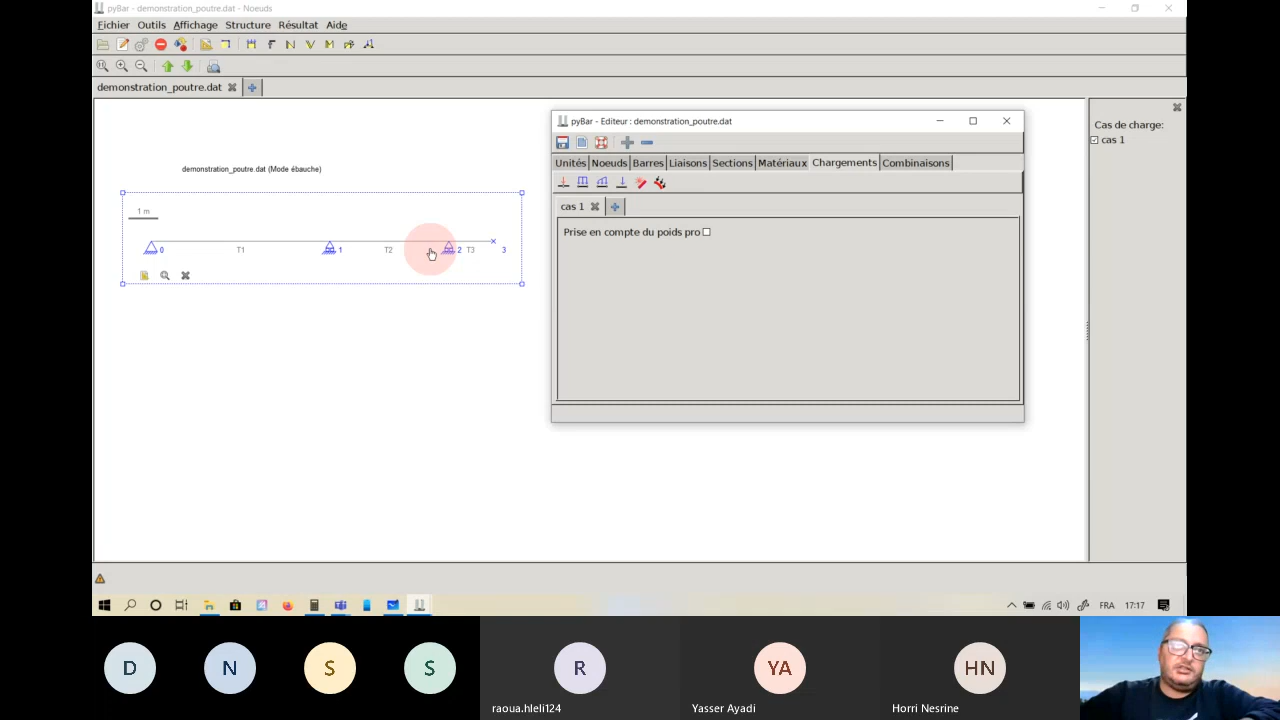 pyBar - demonstration_poutre.dat - Noeuds
Fichier Outils Affichage Structure Résultat Aide
demonstration_poutre.dat
demonstration_poutre.dat (Mode ébauche)
1 m
0 T1 1 T2 2 T3 3
pyBar - Editeur : demonstration_poutre.dat
Unités Noeuds Barres Liaisons Sections Matériaux Chargements Combinaisons
cas 1
Prise en compte du poids pro
Cas de charge:
cas 1
FRA 17:17
D N S S R YA HN
raoua.hleli124 Yasser Ayadi Horri Nesrine